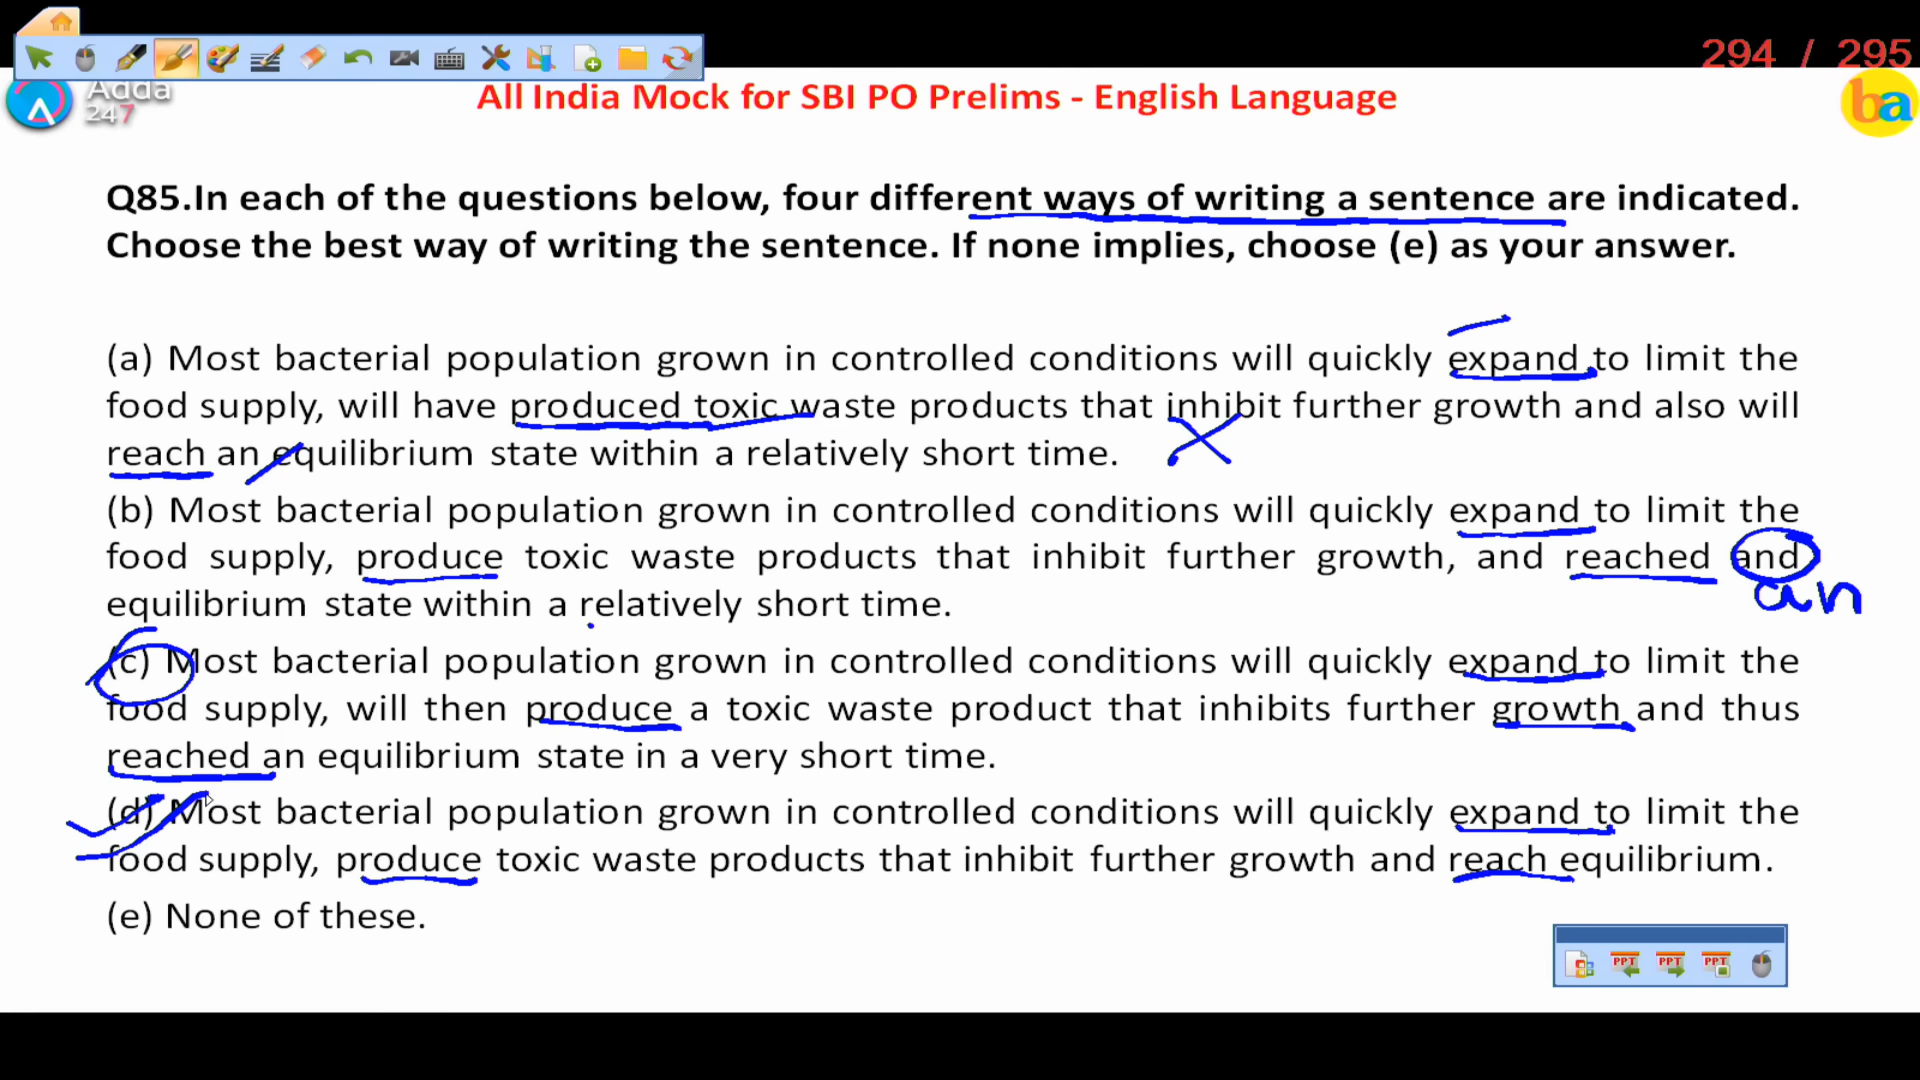 294 / 295
Adda
247
All India Mock for SBI PO Prelims - English Language
ba
Q85.In each of the questions below, four different ways of writing a sentence are indicated.
Choose the best way of writing the sentence. If none implies, choose (e) as your answer.
(a) Most bacterial population grown in controlled conditions will quickly expand to limit the
food supply, will have produced toxic waste products that inhibit further growth and also will
reach an equilibrium state within a relatively short time.
(b) Most bacterial population grown in controlled conditions will quickly expand to limit the
food supply, produce toxic waste products that inhibit further growth, and reached and
equilibrium state within a relatively short time.
an
(c) Most bacterial population grown in controlled conditions will quickly expand to limit the
food supply, will then produce a toxic waste product that inhibits further growth and thus
reached an equilibrium state in a very short time.
(d) Most bacterial population grown in controlled conditions will quickly expand to limit the
food supply, produce toxic waste products that inhibit further growth and reach equilibrium.
(e) None of these.
PPT PPT PPT